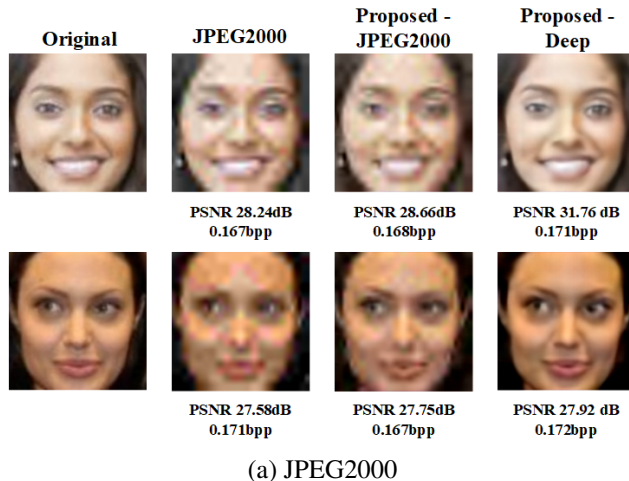 Original
JPEG2000
Proposed -
JPEG2000
Proposed -
Deep
PSNR 28.24dB
0.167bpp
PSNR 28.66dB
0.168bpp
PSNR 31.76 dB
0.171bpp
PSNR 27.58dB
0.171bpp
PSNR 27.75dB
0.167bpp
PSNR 27.92 dB
0.172bpp
(a) JPEG2000